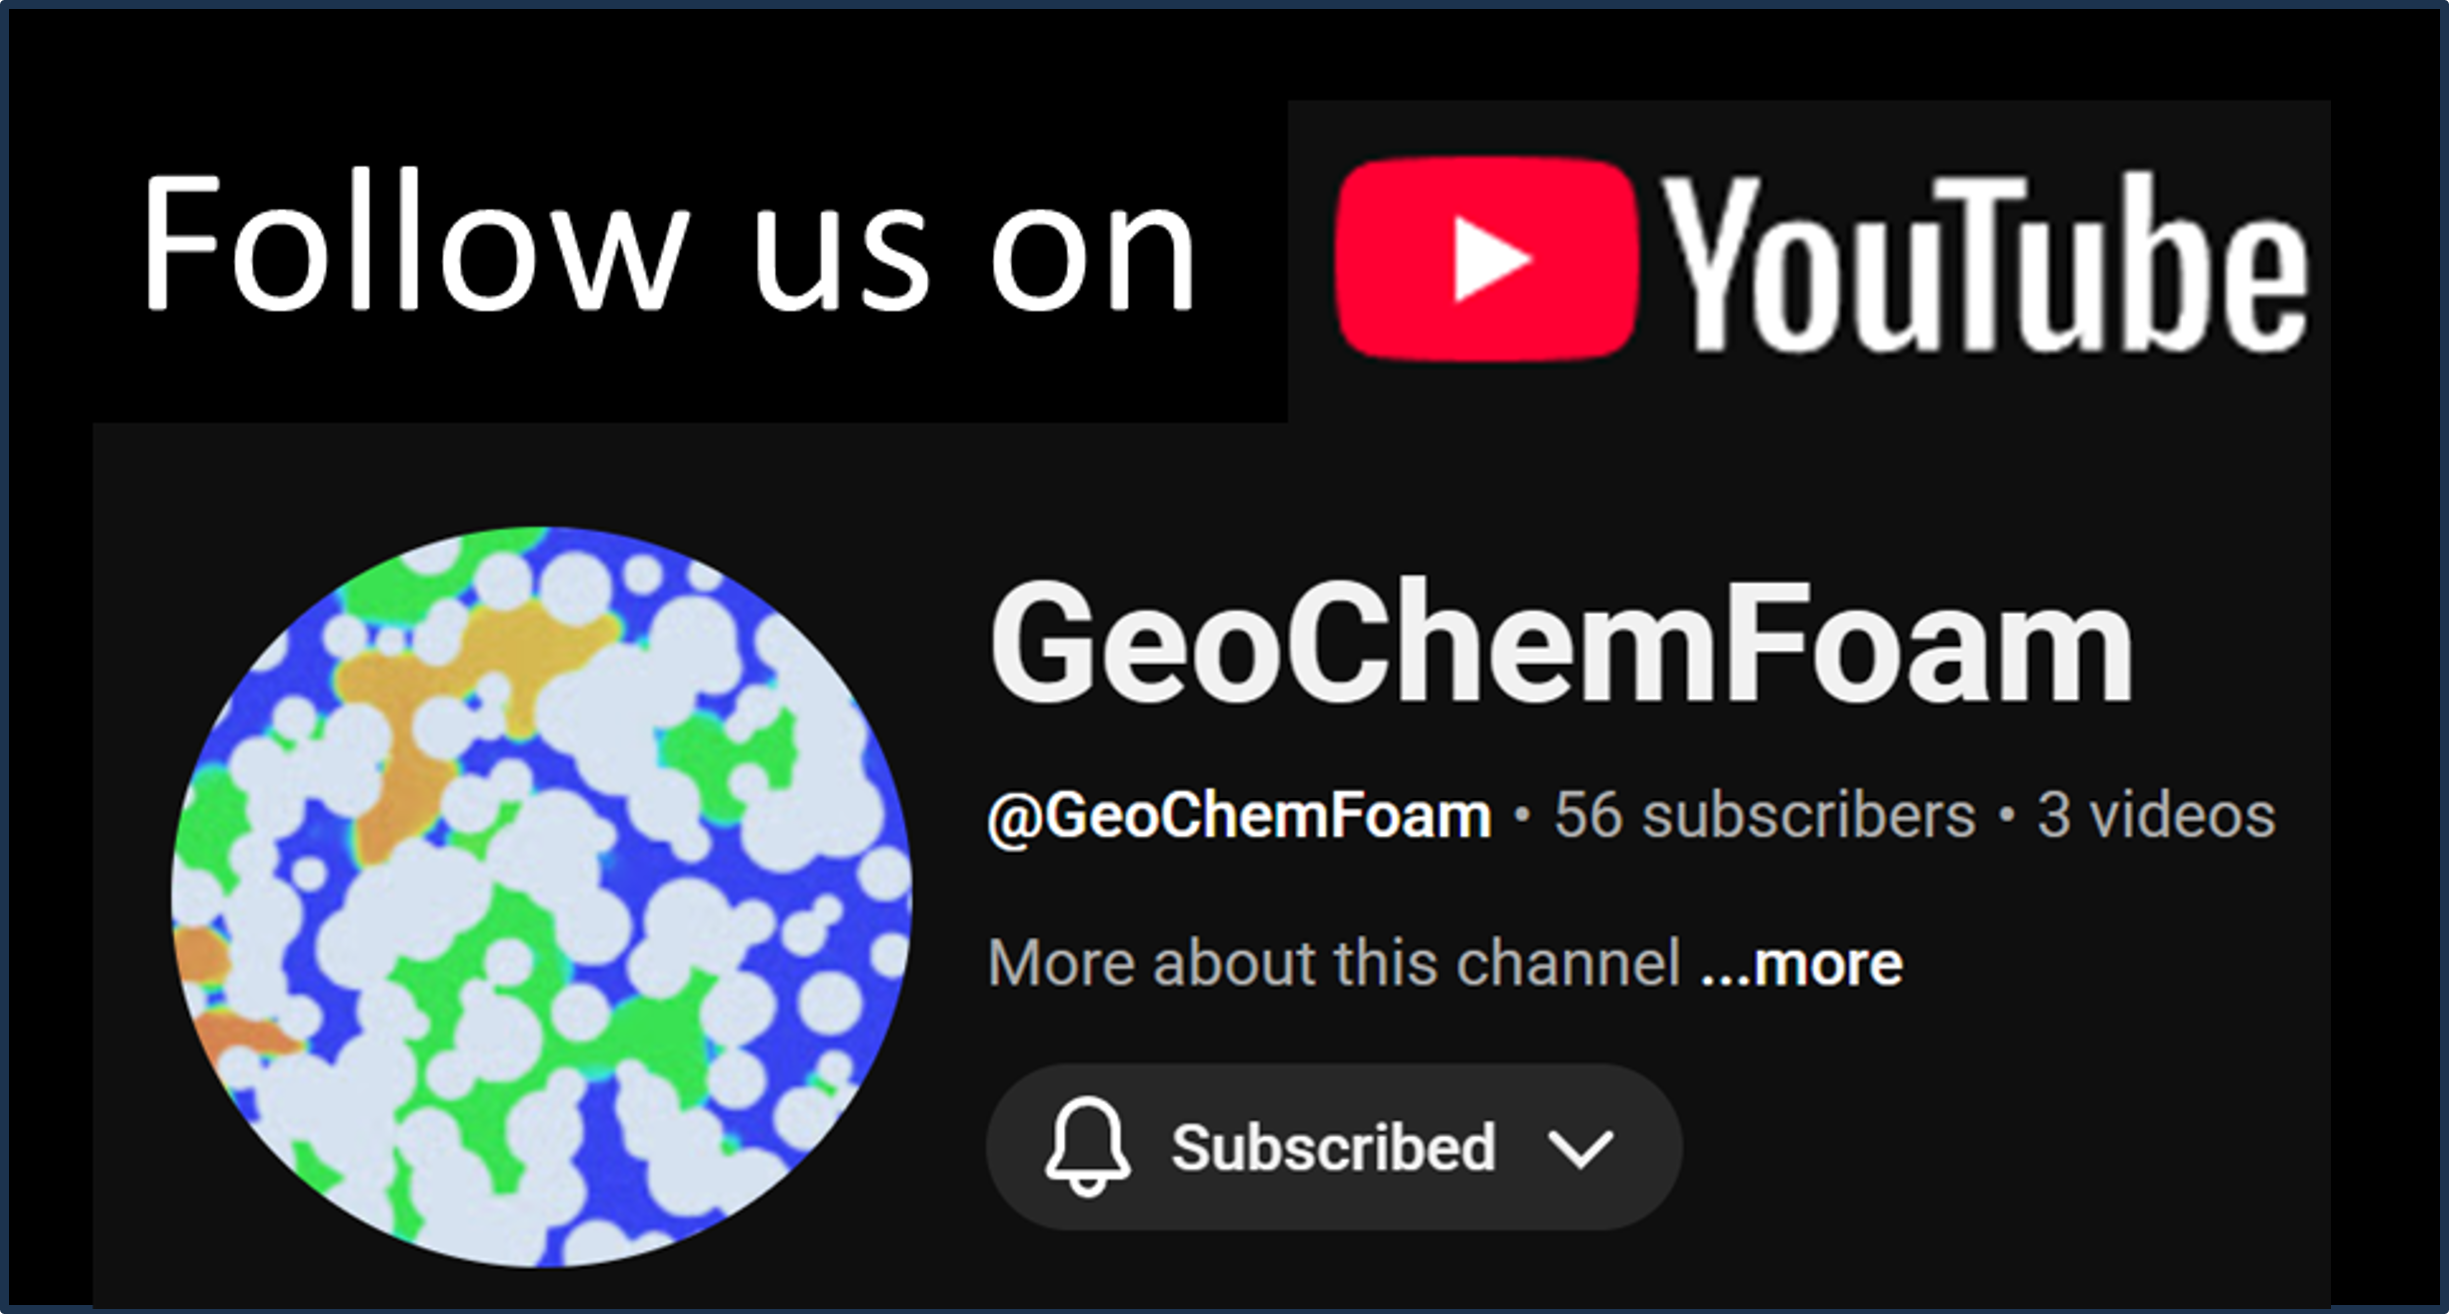 Follow us on YouTube
GeoChemFoam
@GeoChemFoam • 56 subscribers • 3 videos
More about this channel ...more
Subscribed